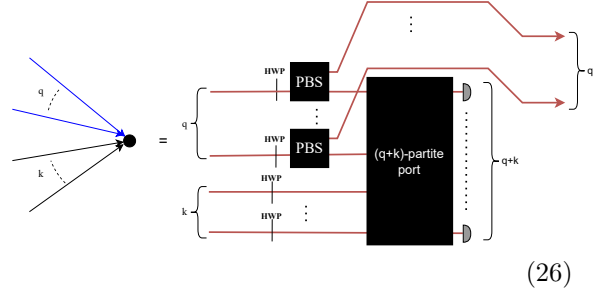 q
k
=
q
k
HWP
PBS
HWP
PBS
HWP
HWP
(q+k)-partite
port
q+k
q
(26)